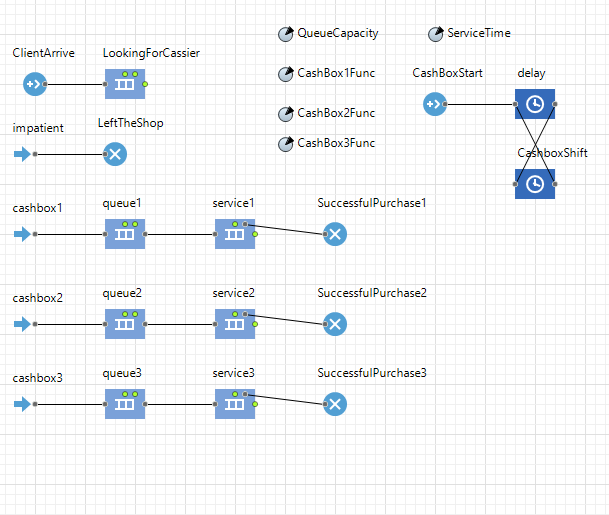 QueueCapacity
ServiceTime
ClientArrive
LookingForCassier
CashBox1Func
CashBoxStart
delay
impatient
LeftTheShop
CashBox2Func
CashBox3Func
CashboxShift
cashbox1
queue1
service1
SuccessfulPurchase1
cashbox2
queue2
service2
SuccessfulPurchase2
cashbox3
queue3
service3
SuccessfulPurchase3